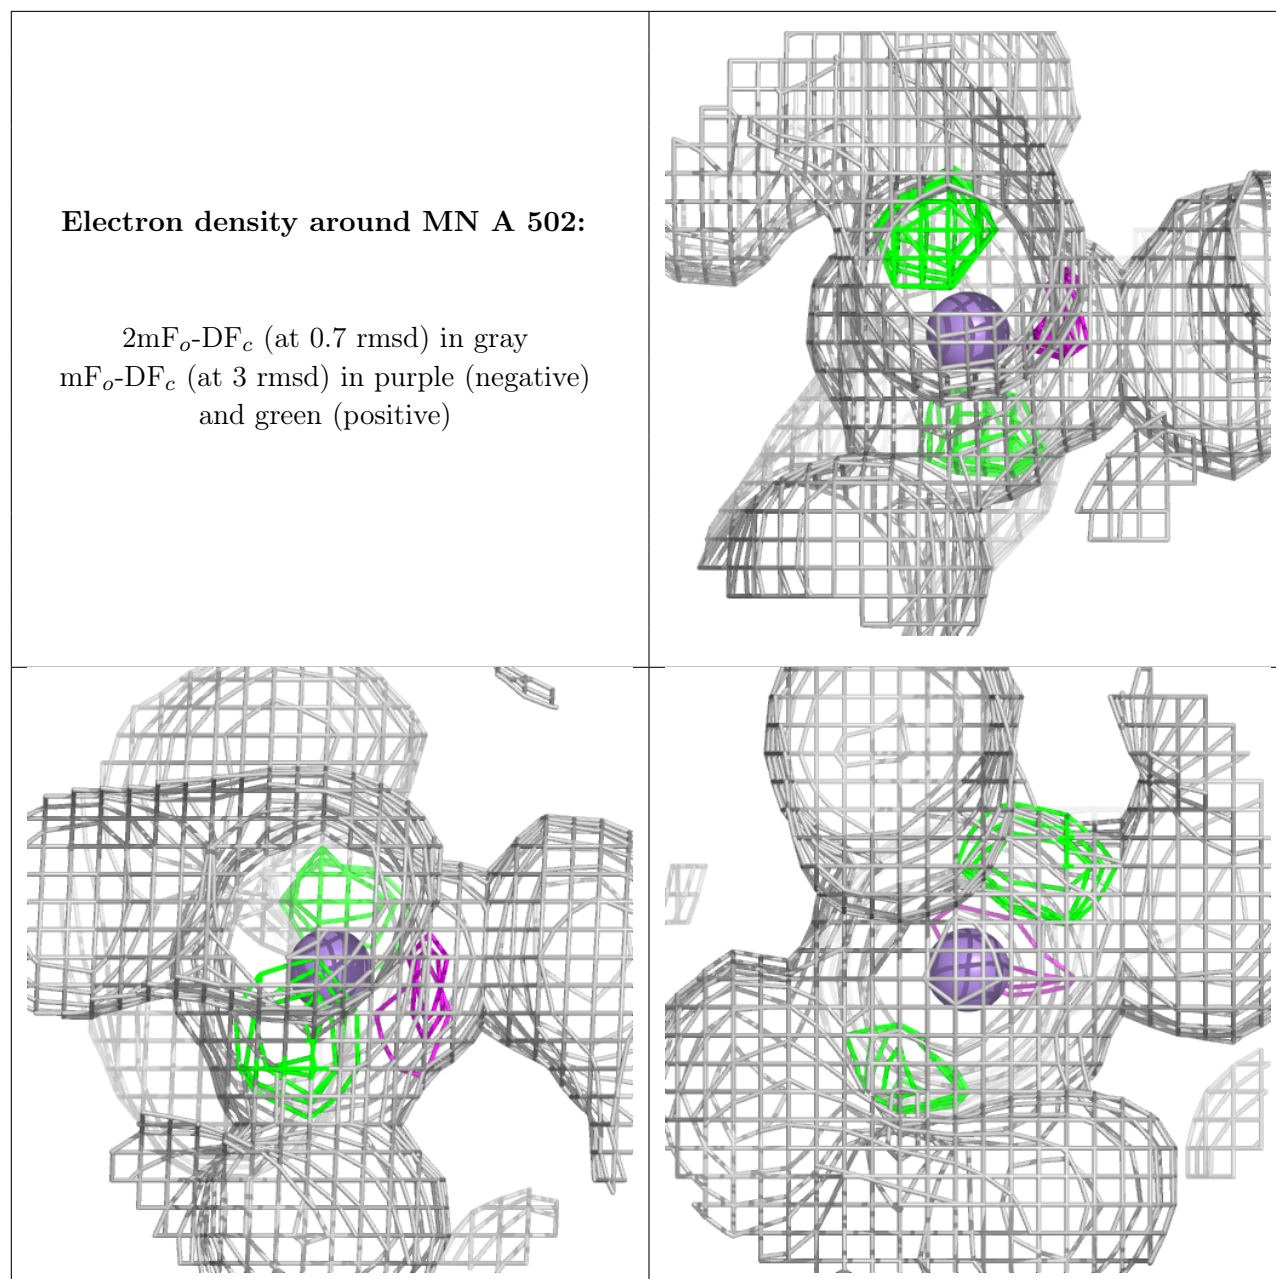 Electron density around MN A 502:
2mFo-DFc (at 0.7 rmsd) in gray
mFo-DFc (at 3 rmsd) in purple (negative)
and green (positive)